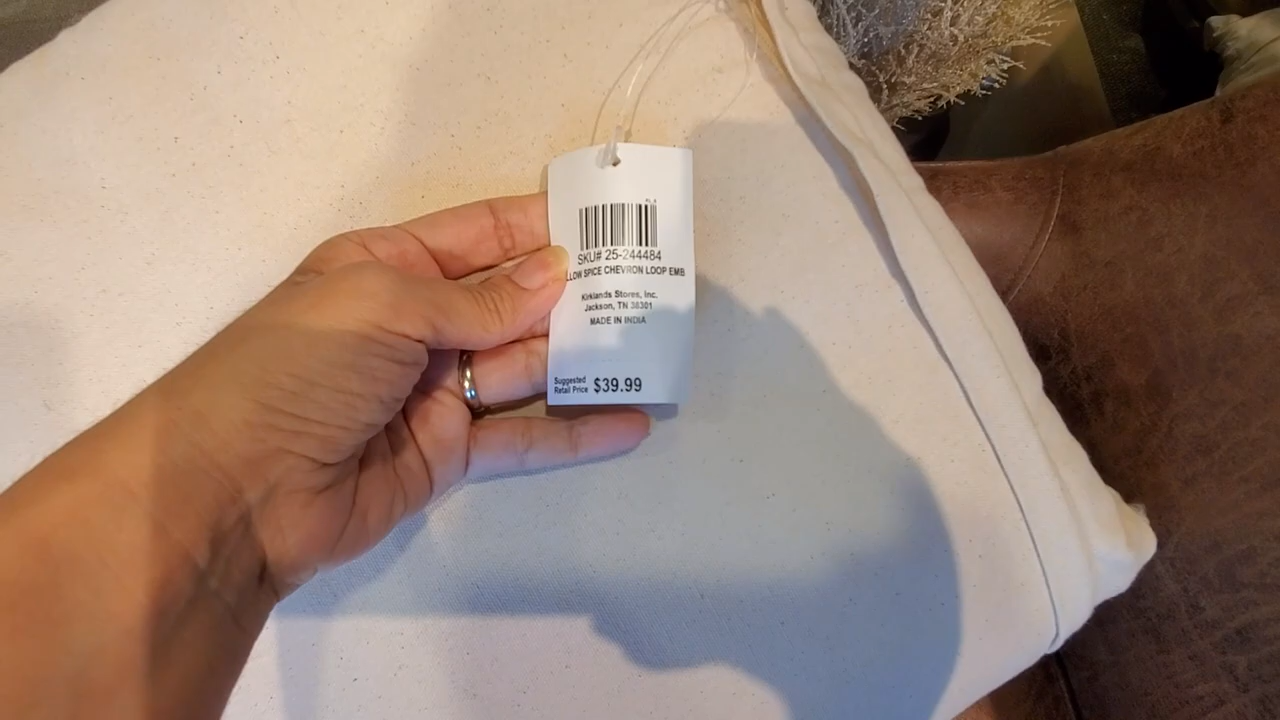 SKU# 25-244484
LLOW SPICE CHEVRON LOOP EMB
Kirklands Stores, Inc.
Jackson, TN 38301
MADE IN INDIA
Suggested
Retail Price $39.99